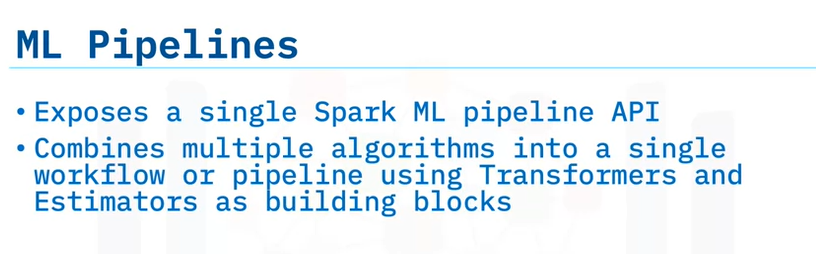 ML Pipelines
• Exposes a single Spark ML pipeline API
• Combines multiple algorithms into a single
workflow or pipeline using Transformers and
Estimators as building blocks